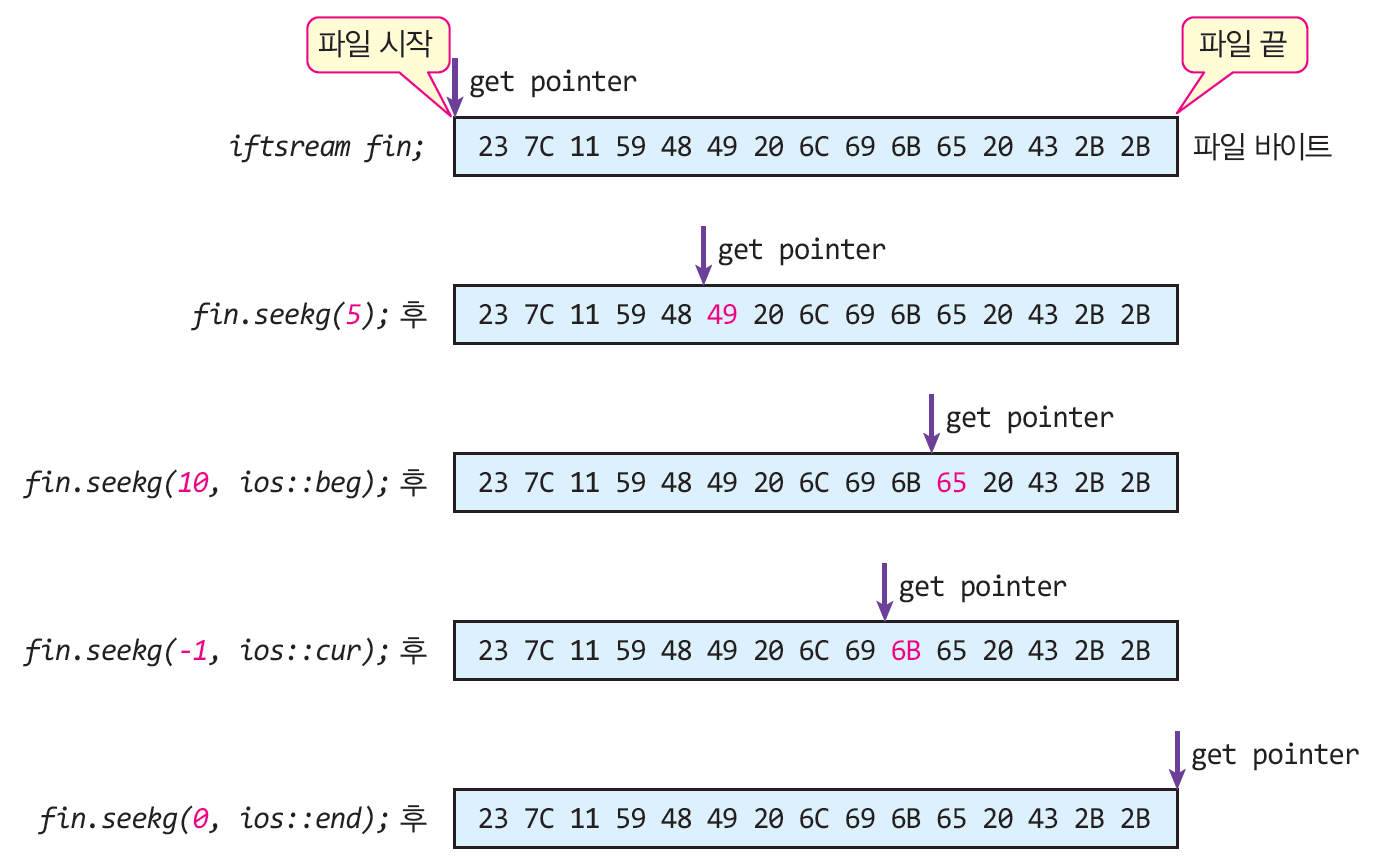 파일 시작
파일 끝
get pointer
iftsream fin;
23 7C 11 59 48 49 20 6C 69 6B 65 20 43 2B 2B
파일 바이트
get pointer
fin.seekg(5); 후
23 7C 11 59 48 49 20 6C 69 6B 65 20 43 2B 2B
get pointer
fin.seekg(10, ios::beg); 후
23 7C 11 59 48 49 20 6C 69 6B 65 20 43 2B 2B
get pointer
fin.seekg(-1, ios::cur); 후
23 7C 11 59 48 49 20 6C 69 6B 65 20 43 2B 2B
get pointer
fin.seekg(0, ios::end); 후
23 7C 11 59 48 49 20 6C 69 6B 65 20 43 2B 2B